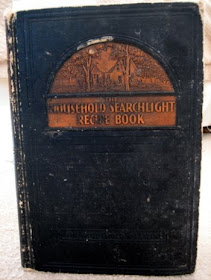 THE
HOUSEHOLD SEARCHLIGHT
RECIPE BOOK